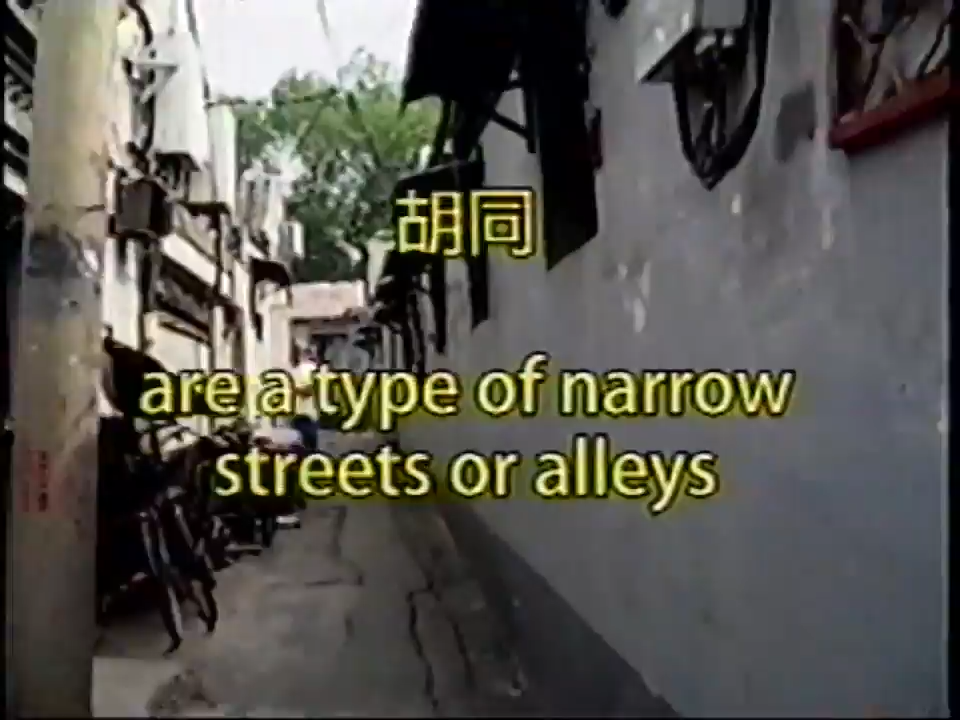 胡同
are a type of narrow
streets or alleys